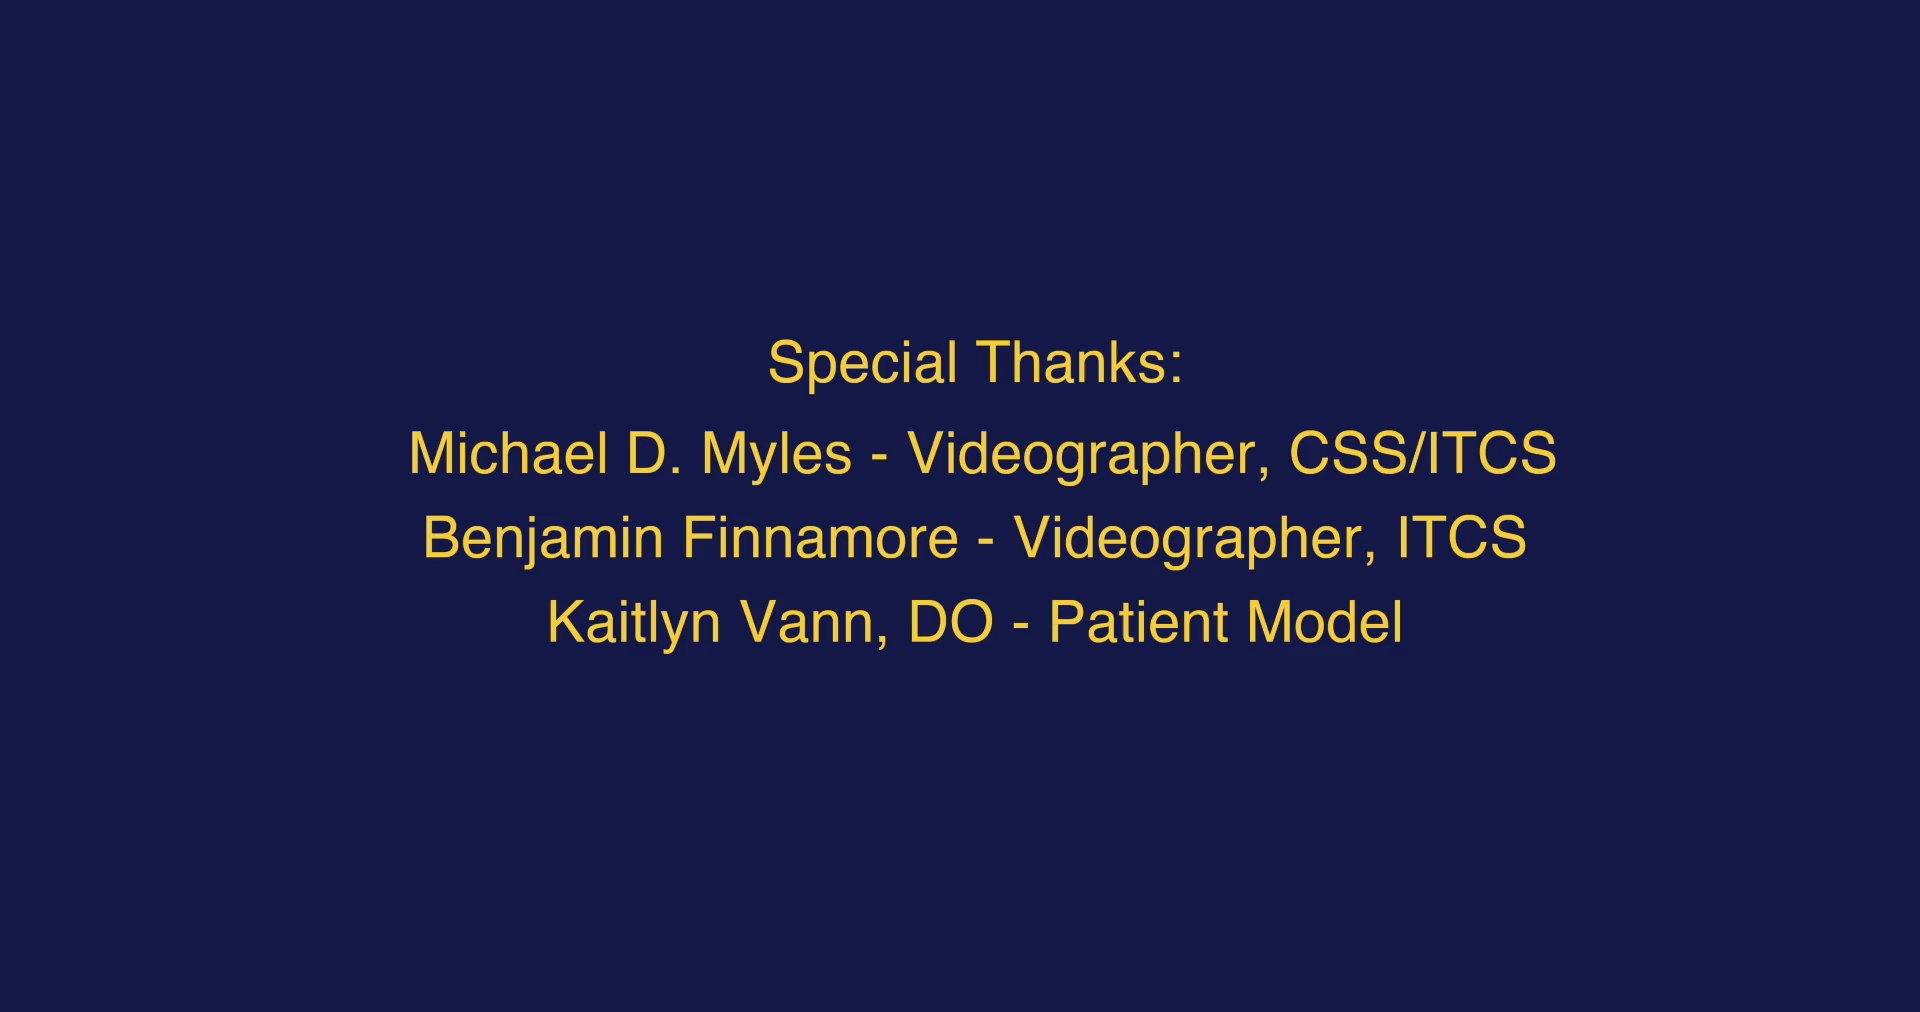 Special Thanks:
Michael D. Myles - Videographer, CSS/ITCS
Benjamin Finnamore - Videographer, ITCS
Kaitlyn Vann, DO - Patient Model